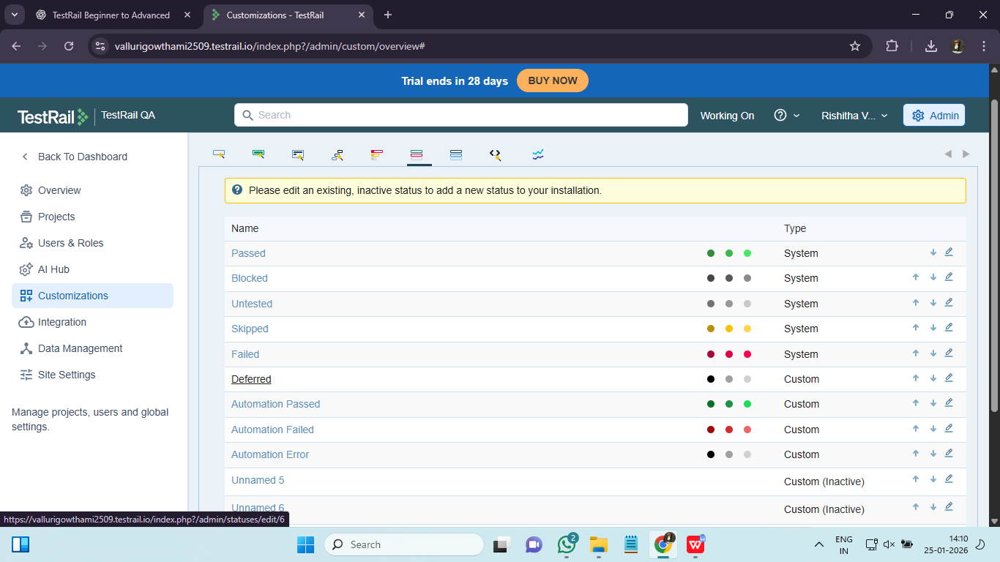 TestRail Beginner to Advanced
Customizations - TestRail
vallurigowthami2509.testrail.io/index.php?/admin/custom/overview#
Trial ends in 28 days
BUY NOW
TestRail
TestRail QA
Search
Working On
Rishitha V...
Admin
Back To Dashboard
Overview
Projects
Users & Roles
AI Hub
Customizations
Integration
Data Management
Site Settings
Manage projects, users and global
settings.
Please edit an existing, inactive status to add a new status to your installation.
Name Type
Passed System
Blocked System
Untested System
Skipped System
Failed System
Deferred Custom
Automation Passed Custom
Automation Failed Custom
Automation Error Custom
Unnamed 5 Custom (Inactive)
Unnamed 6 Custom (Inactive)
https://vallurigowthami2509.testrail.io/index.php?/admin/statuses/edit/6
Search
2
ENG
IN
14:10
25-01-2026